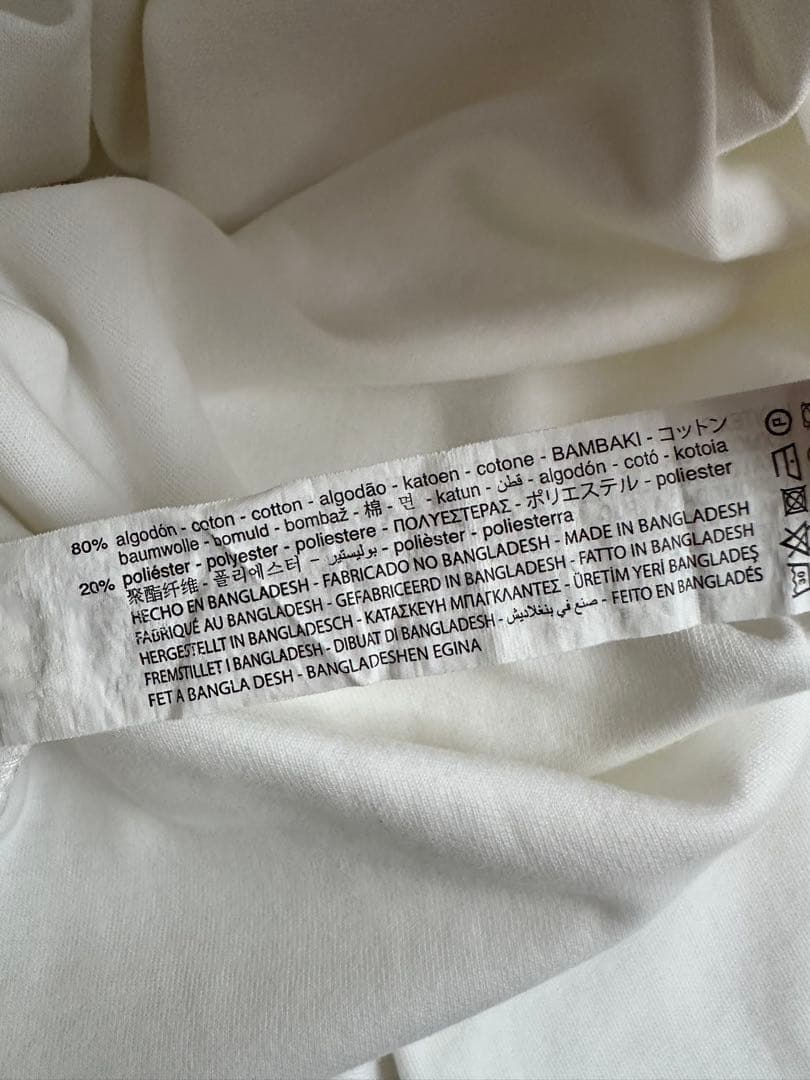 80% algodón - coton - cotton - algodão - katoen - cotone - BAMBAKI - コットン
baumwolle - bomuld - bombaž - 棉 - 면 - katun - قطن - algodón - cotó - kotoia
20% poliéster - polyester - poliestere - ΠΟΛΥΕΣΤΕΡΑΣ - ポリエステル - poliester
聚酯纤维 - 폴리에스터 - بوليستير - polièster - poliesterra
HECHO EN BANGLADESH - FABRICADO NO BANGLADESH - MADE IN BANGLADESH
FABRIQUÉ AU BANGLADESH - GEFABRICEERD IN BANGLADESH - FATTO IN BANGLADESH
HERGESTELLT IN BANGLADESCH - ΚΑΤΑΣΚΕΥΗ ΜΠΑΓΚΛΑΝΤΕΣ - ÜRETİM YERİ BANGLADEŞ
FREMSTILLET I BANGLADESH - DIBUAT DI BANGLADESH - صنع في بنغلاديش - FEITO EN BANGLADÉS
FET A BANGLA DESH - BANGLADESHEN EGINA